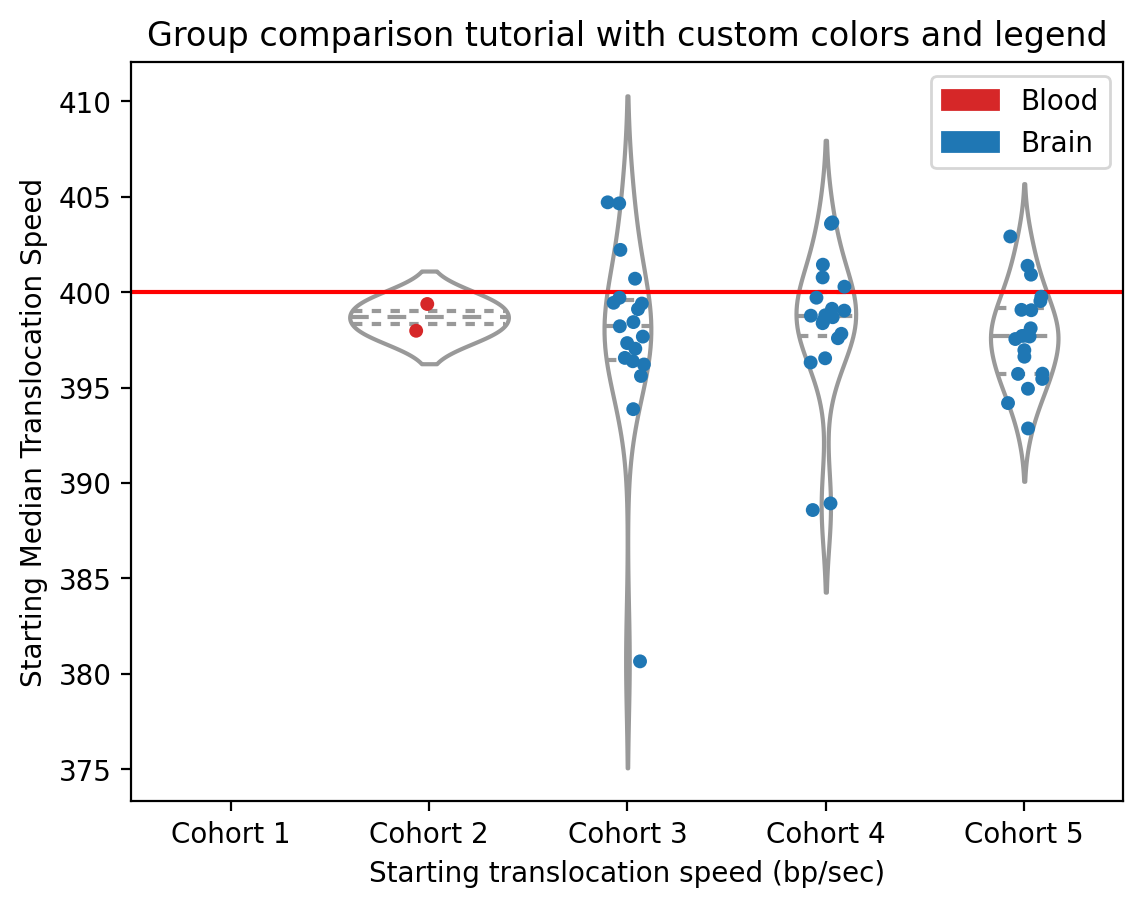 Group comparison tutorial with custom colors and legend
Blood
Brain
Starting Median Translocation Speed
410
405
400
395
390
385
380
375
Cohort 1
Cohort 2
Cohort 3
Cohort 4
Cohort 5
Starting translocation speed (bp/sec)